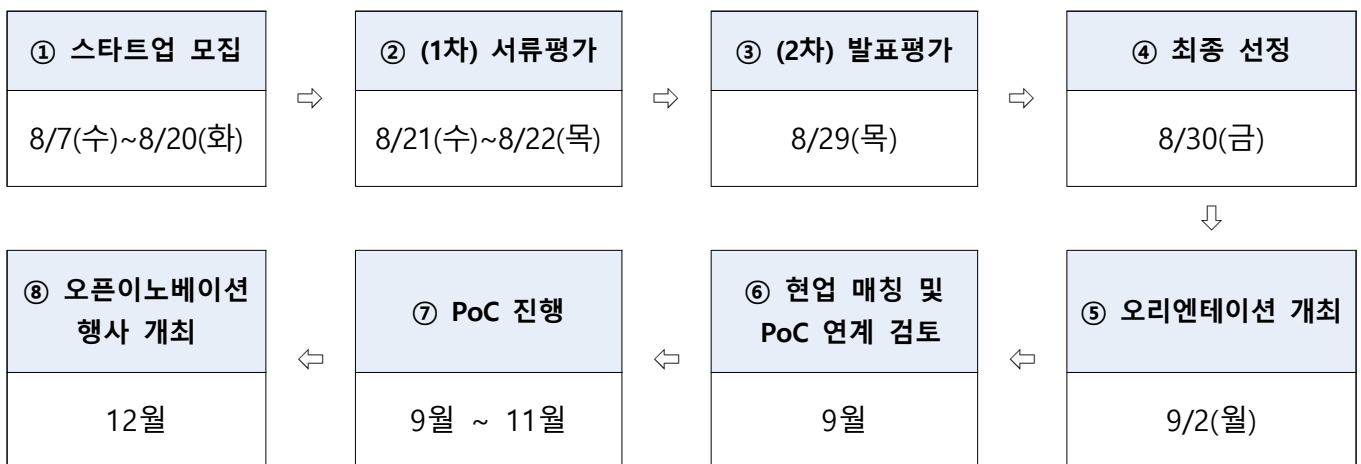 ① 스타트업 모집
8/7(수)~8/20(화)
⇨
② (1차) 서류평가
8/21(수)~8/22(목)
⇨
③ (2차) 발표평가
8/29(목)
⇨
④ 최종 선정
8/30(금)
⇩
⑤ 오리엔테이션 개최
9/2(월)
⇦
⑥ 현업 매칭 및
PoC 연계 검토
9월
⇦
⑦ PoC 진행
9월 ~ 11월
⇦
⑧ 오픈이노베이션
행사 개최
12월